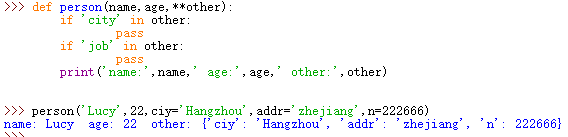 >>> def person(name,age,**other):
        if 'city' in other:
                pass
        if 'job' in other:
                pass
        print('name:',name,' age:',age,' other:',other)
>>> person('Lucy',22,ciy='Hangzhou',addr='zhejiang',n=222666)
name: Lucy  age: 22  other: {'ciy': 'Hangzhou', 'addr': 'zhejiang', 'n': 222666}
>>>